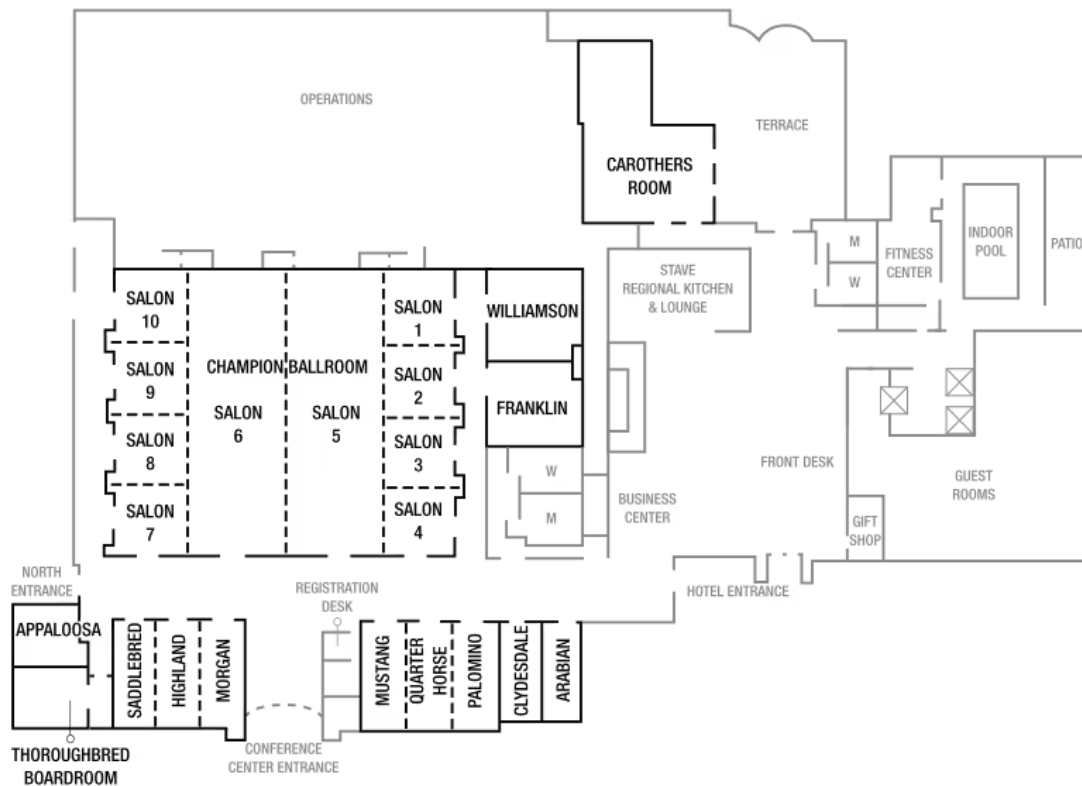 OPERATIONS
TERRACE
CAROTHERS
ROOM
M
W
FITNESS
CENTER
INDOOR
POOL
PATIO
STAVE
REGIONAL KITCHEN
& LOUNGE
SALON
10
SALON
1
WILLIAMSON
CHAMPION BALLROOM
SALON
9
SALON
2
SALON
6
SALON
5
FRANKLIN
SALON
8
SALON
3
SALON
7
SALON
4
W
M
BUSINESS
CENTER
FRONT DESK
GUEST
ROOMS
GIFT
SHOP
NORTH
ENTRANCE
REGISTRATION
DESK
HOTEL ENTRANCE
APPALOOSA
SADDLEBRED
HIGHLAND
MORGAN
MUSTANG
QUARTER
HORSE
PALOMINO
CLYDESDALE
ARABIAN
THOROUGHBRED
BOARDROOM
CONFERENCE
CENTER ENTRANCE